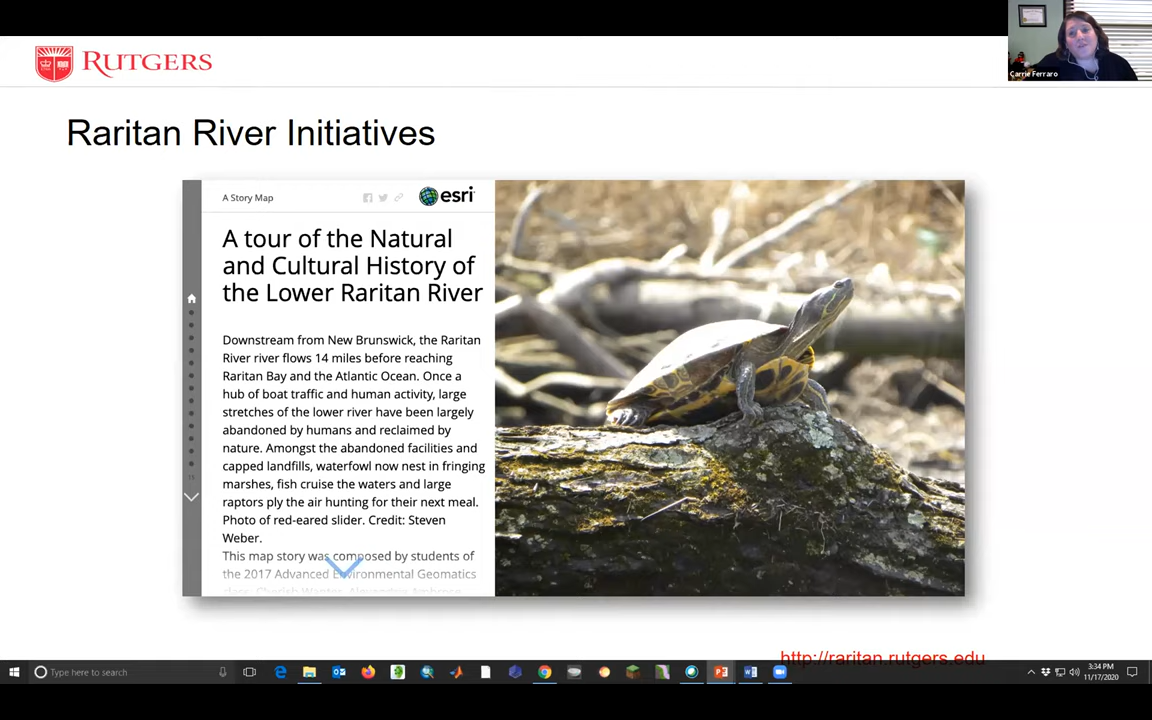 RUTGERS
Carrie Ferraro
Raritan River Initiatives
A Story Map
esri
A tour of the Natural
and Cultural History of
the Lower Raritan River
Downstream from New Brunswick, the Raritan
River river flows 14 miles before reaching
Raritan Bay and the Atlantic Ocean. Once a
hub of boat traffic and human activity, large
stretches of the lower river have been largely
abandoned by humans and reclaimed by
nature. Amongst the abandoned facilities and
capped landfills, waterfowl now nest in fringing
marshes, fish cruise the waters and large
raptors ply the air hunting for their next meal.
Photo of red-eared slider. Credit: Steven
Weber.
This map story was composed by students of
the 2017 Advanced Environmental Geomatics
http://raritan.rutgers.edu
Type here to search
3:34 PM
11/17/2020